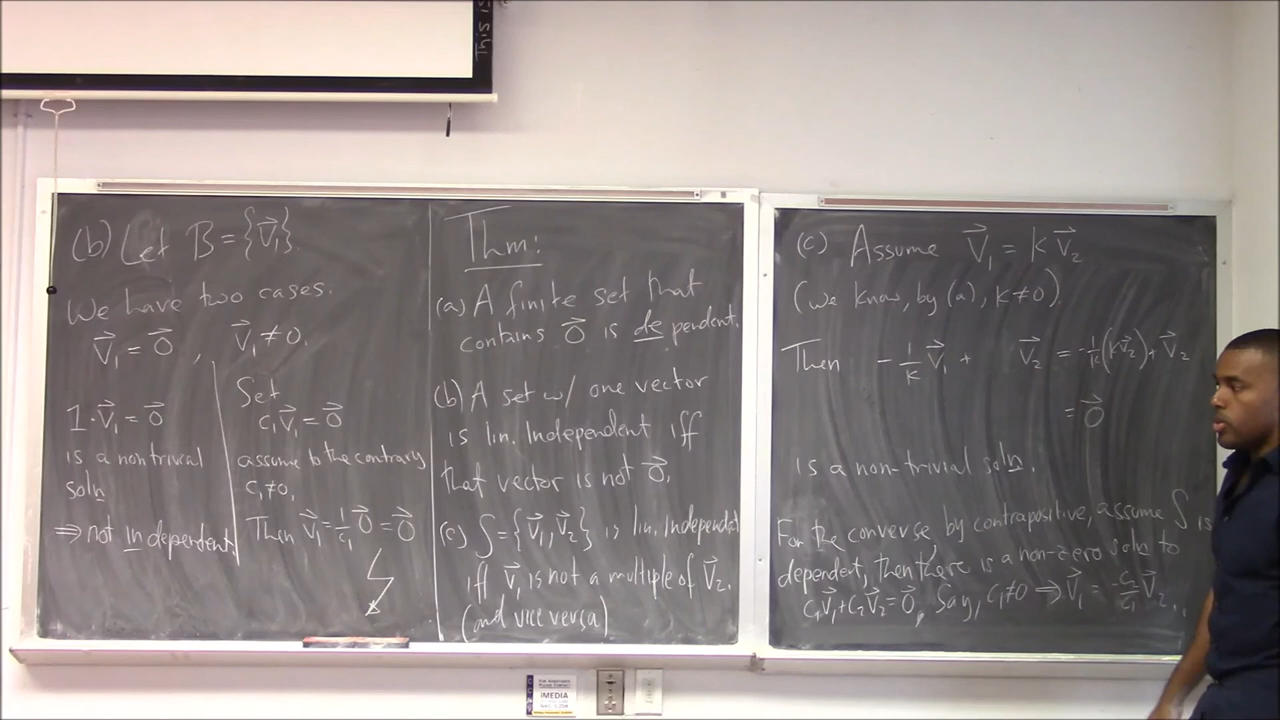 This is
(b) Let B = {v⃗₁}.
We have two cases.
v⃗₁ = 0⃗ , v⃗₁ ≠ 0.
1·v⃗₁ = 0⃗
is a nontrivial
soln
⇒ not independent.
Set
c₁v⃗₁ = 0⃗
assume to the contrary
c₁≠0.
Then v⃗₁ = 1/c₁ 0⃗ = 0⃗
Thm:
(a) A finite set that
contains 0⃗ is dependent.
(b) A set w/ one vector
is lin. Independent iff
that vector is not 0⃗.
(c) S = {v⃗₁, v⃗₂} is lin. Independent
iff v⃗₁ is not a multiple of v⃗₂.
(and vice versa)
(c) Assume v⃗₁ = k v⃗₂
(we know, by (a), k≠0).
Then -1/k v⃗₁ + v⃗₂ = -1/k(kv⃗₂) + v⃗₂
= 0⃗
is a non-trivial soln.
For the converse by contrapositive, assume S is
dependent, then there is a non-zero soln to
c₁v⃗₁+c₂v⃗₂=0⃗, Say, c₁≠0 ⇒ v⃗₁ = -c₂/c₁ v⃗₂..
iMEDIA